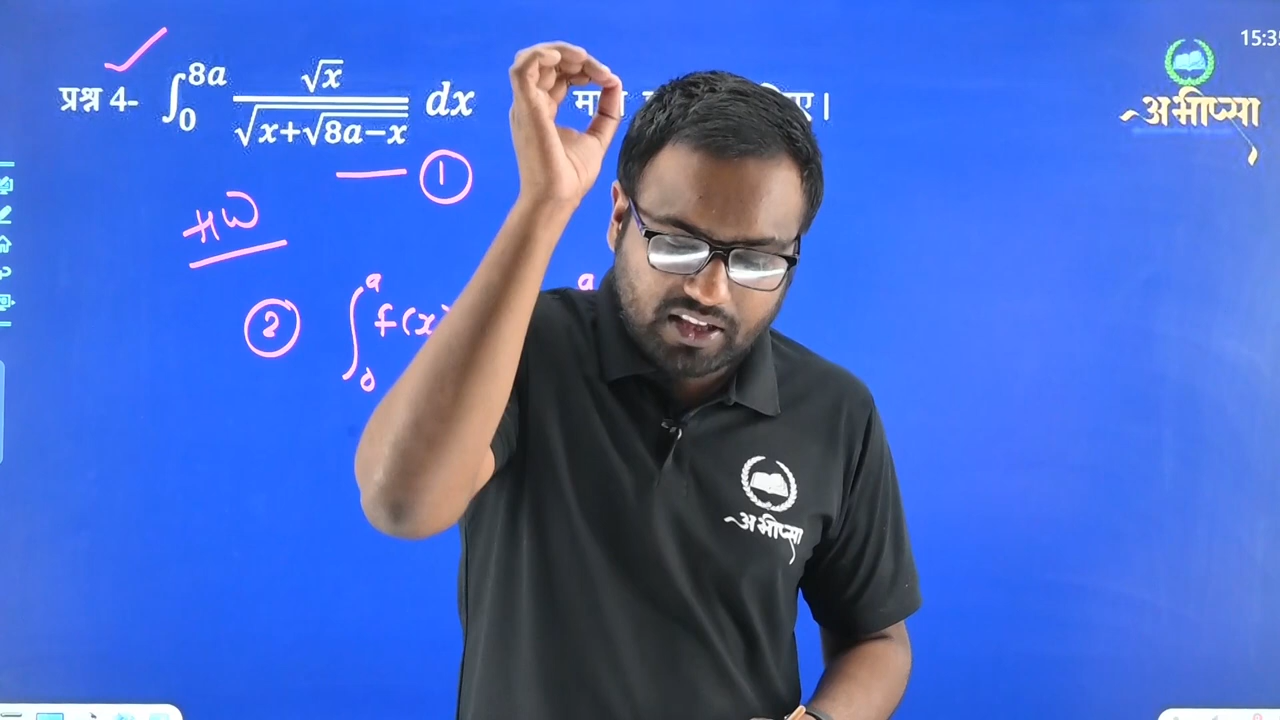 15:35
अभीप्सा
प्रश्न 4- ∫₀^{8a} √x / √(x+√(8a−x)) dx
। 
1
HW
2 ∫₀^a f(x) a
अभीप्सा